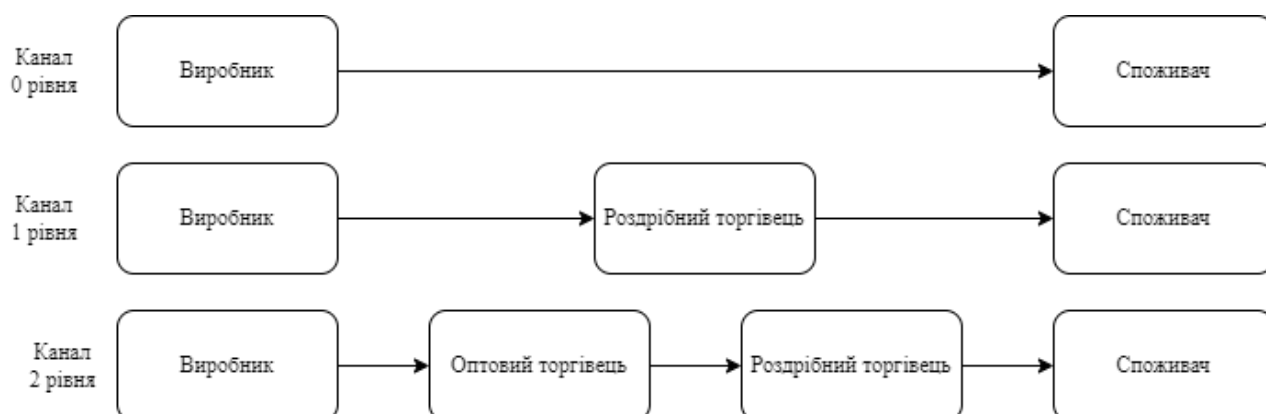 Канал
0 рівня
Виробник
Споживач
Канал
1 рівня
Виробник
Роздрібний торгівець
Споживач
Канал
2 рівня
Виробник
Оптовий торгівець
Роздрібний торгівець
Споживач